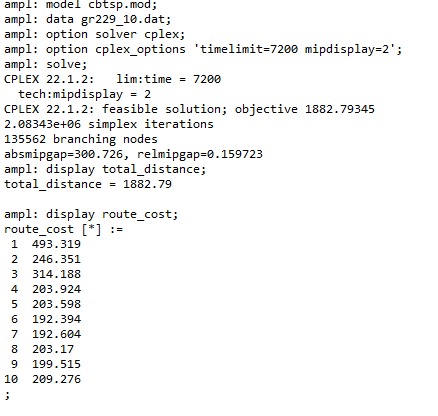 ampl: model cbtsp.mod;
ampl: data gr229_10.dat;
ampl: option solver cplex;
ampl: option cplex_options 'timelimit=7200 mipdisplay=2';
ampl: solve;
CPLEX 22.1.2:   lim:time = 7200
  tech:mipdisplay = 2
CPLEX 22.1.2: feasible solution; objective 1882.79345
2.08343e+06 simplex iterations
135562 branching nodes
absmipgap=300.726, relmipgap=0.159723
ampl: display total_distance;
total_distance = 1882.79
ampl: display route_cost;
route_cost [*] :=
 1  493.319
 2  246.351
 3  314.188
 4  203.924
 5  203.598
 6  192.394
 7  192.604
 8  203.17
 9  199.515
10  209.276
;